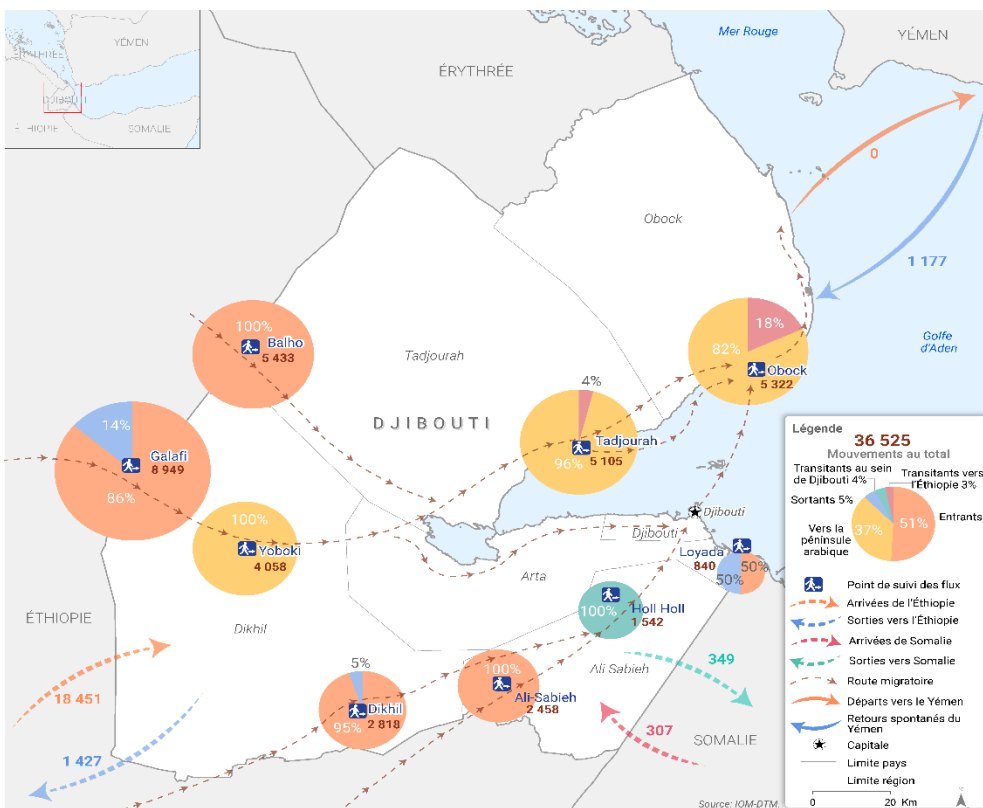 YÉMEN
ÉRYTHRÉE
DJIBOUTI
ÉTHIOPIE
SOMALIE
Mer Rouge
YÉMEN
ÉRYTHRÉE
0
Obock
1 177
Golfe
d'Aden
100%
Balho
5 433
Tadjourah
18%
82%
Obock
5 322
DJIBOUTI
4%
Tadjourah
96%
5 105
14%
Galafi
8 949
86%
100%
Yoboki
4 058
Djibouti
Djibouti
Loyada
840
50%
50%
Arta
Holl Holl
100%
1 542
ÉTHIOPIE
Dikhil
Ali Sabieh
349
18 451
5%
Dikhil
95%
2 818
100%
Ali-Sabieh
2 458
307
SOMALIE
1 427
Légende
36 525
Mouvements au total
Transitants au sein
de Djibouti 4%
Transitants vers
l'Éthiopie 3%
Sortants 5%
Entrants
Vers la
péninsule
arabique
37%
51%
Point de suivi des flux
Arrivées de l'Éthiopie
Sorties vers l'Éthiopie
Arrivées de Somalie
Sorties vers Somalie
Route migratoire
Départs vers le Yémen
Retours spontanés du
Yémen
Capitale
Limite pays
Limite région
0 20 Km
Source: IOM-DTM.